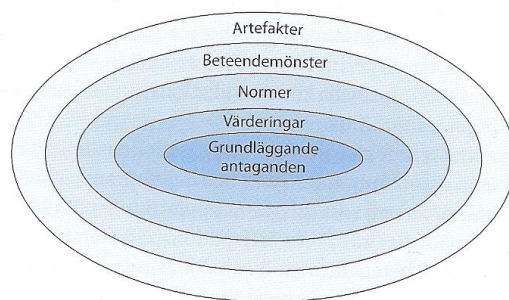 Artefakter
Beteendemönster
Normer
Värderingar
Grundläggande
antaganden